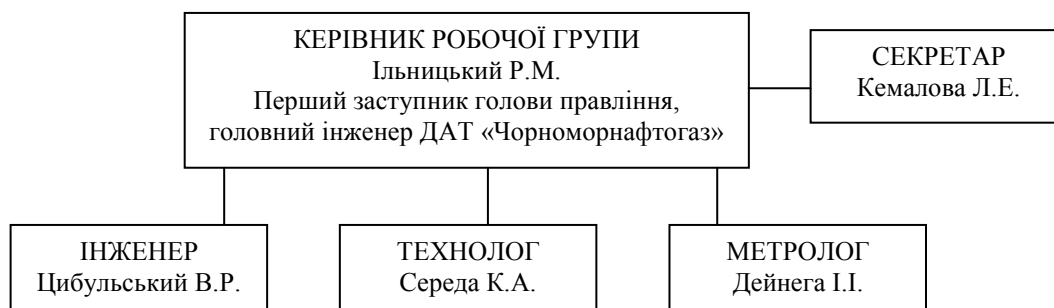 КЕРІВНИК РОБОЧОЇ ГРУПИ
Ільницький Р.М.
Перший заступник голови правління,
головний інженер ДАТ «Чорноморнафтогаз»
СЕКРЕТАР
Кемалова Л.Е.
ІНЖЕНЕР
Цибульський В.Р.
ТЕХНОЛОГ
Середа К.А.
МЕТРОЛОГ
Дейнега І.І.